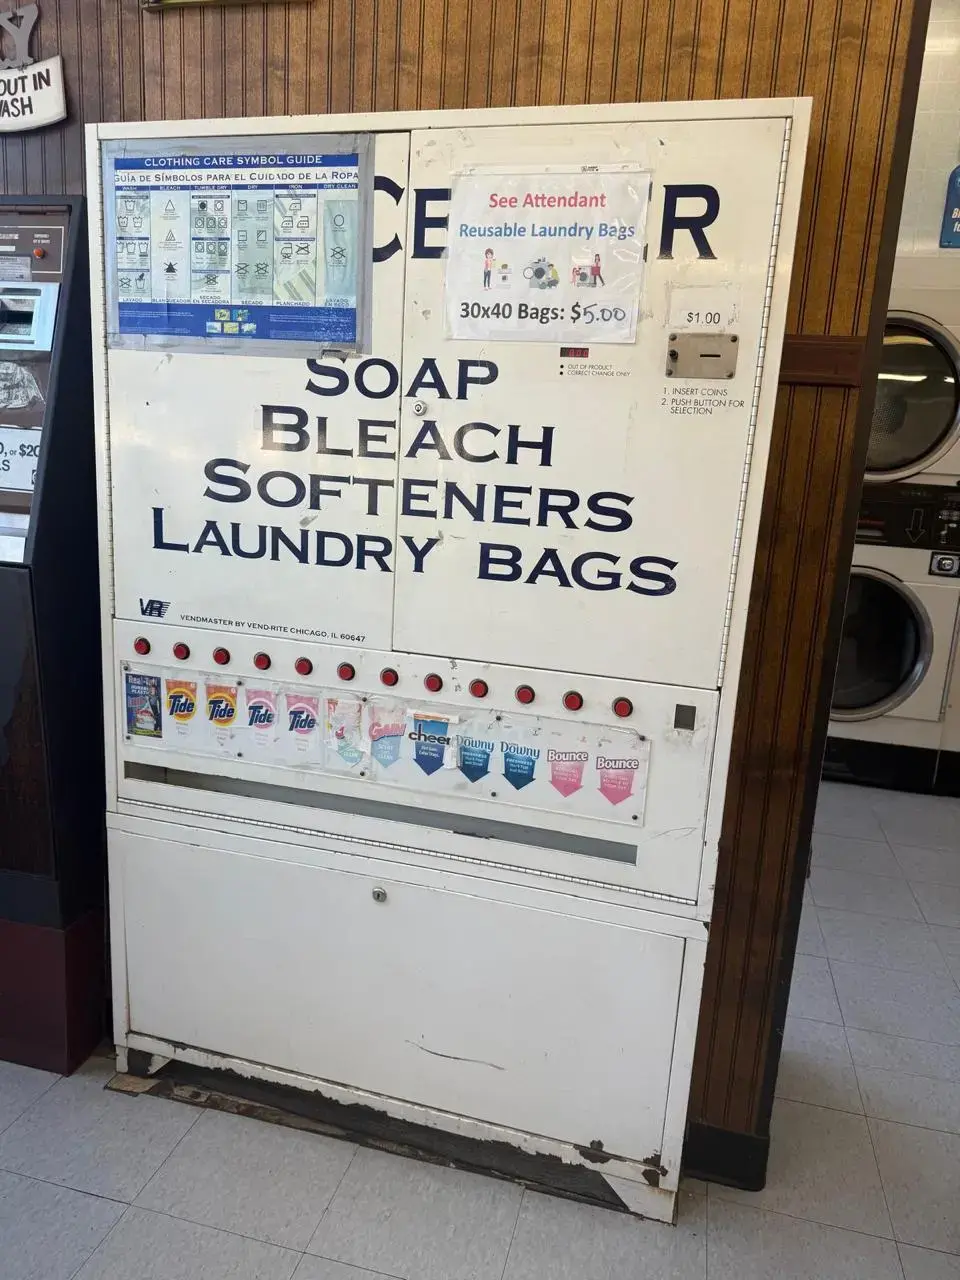 OUT IN
CLOTHING CARE SYMBOL GUIDE
GUÍA DE SÍMBOLOS PARA EL CUIDADO DE LA ROPA
WASH BLEACH TUMBLE DRY DRY IRON DRY CLEAN
LAVADO BLANQUEADOR SECADO EN SECADORA SECADO PLANCHADO LAVADO EN SECO
CE R
See Attendant
Reusable Laundry Bags
30x40 Bags: $5.00
$1.00
OUT OF PRODUCT
CORRECT CHANGE ONLY
1. INSERT COINS
2. PUSH BUTTON FOR
SELECTION
SOAP
BLEACH
SOFTENERS
LAUNDRY BAGS
VR
VENDMASTER BY VEND-RITE CHICAGO, IL 60647
Tide
Tide
Tide
Tide
Gain
cheer
Downy
Downy
Bounce
Bounce
, OR $20